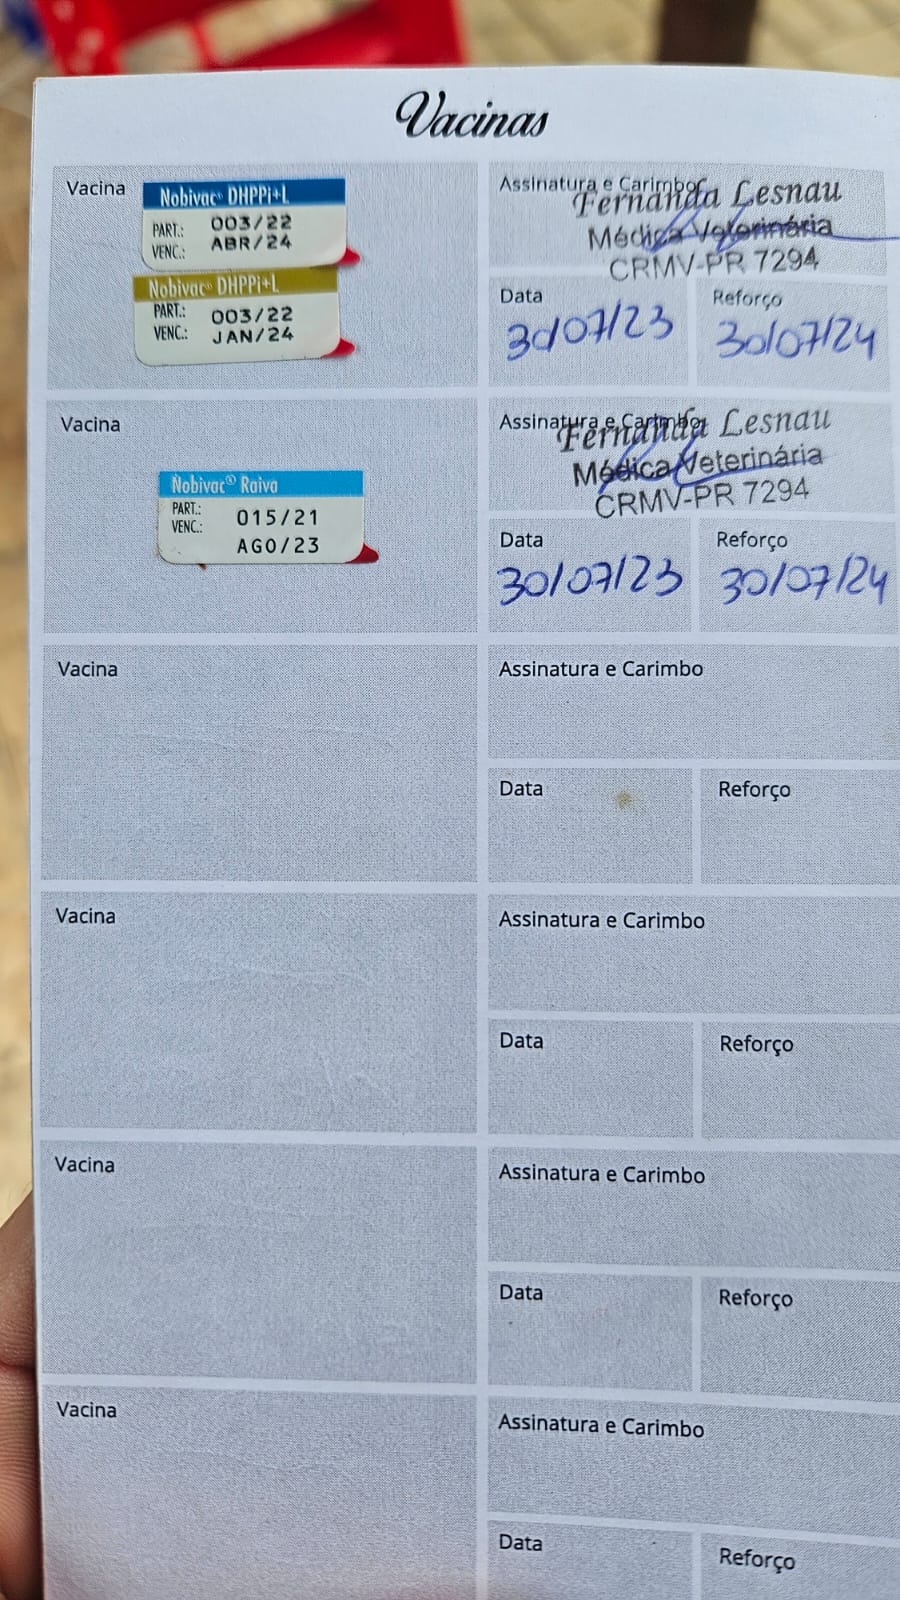 Vacinas
Vacina
Nobivac® DHPPi+L
PART.: 003/22
VENC.: ABR/24
Nobivac® DHPPi+L
PART.: 003/22
VENC.: JAN/24
Assinatura e Carimbo
Fernanda Lesnau
Médica Veterinária
CRMV-PR 7294
Data
Reforço
30/07/23
30/07/24
Vacina
Nobivac® Raiva
PART.: 015/21
VENC.: AGO/23
Assinatura e Carimbo
Fernanda Lesnau
Médica Veterinária
CRMV-PR 7294
Data
Reforço
30/07/23
30/07/24
Vacina
Assinatura e Carimbo
Data
Reforço
Vacina
Assinatura e Carimbo
Data
Reforço
Vacina
Assinatura e Carimbo
Data
Reforço
Vacina
Assinatura e Carimbo
Data
Reforço